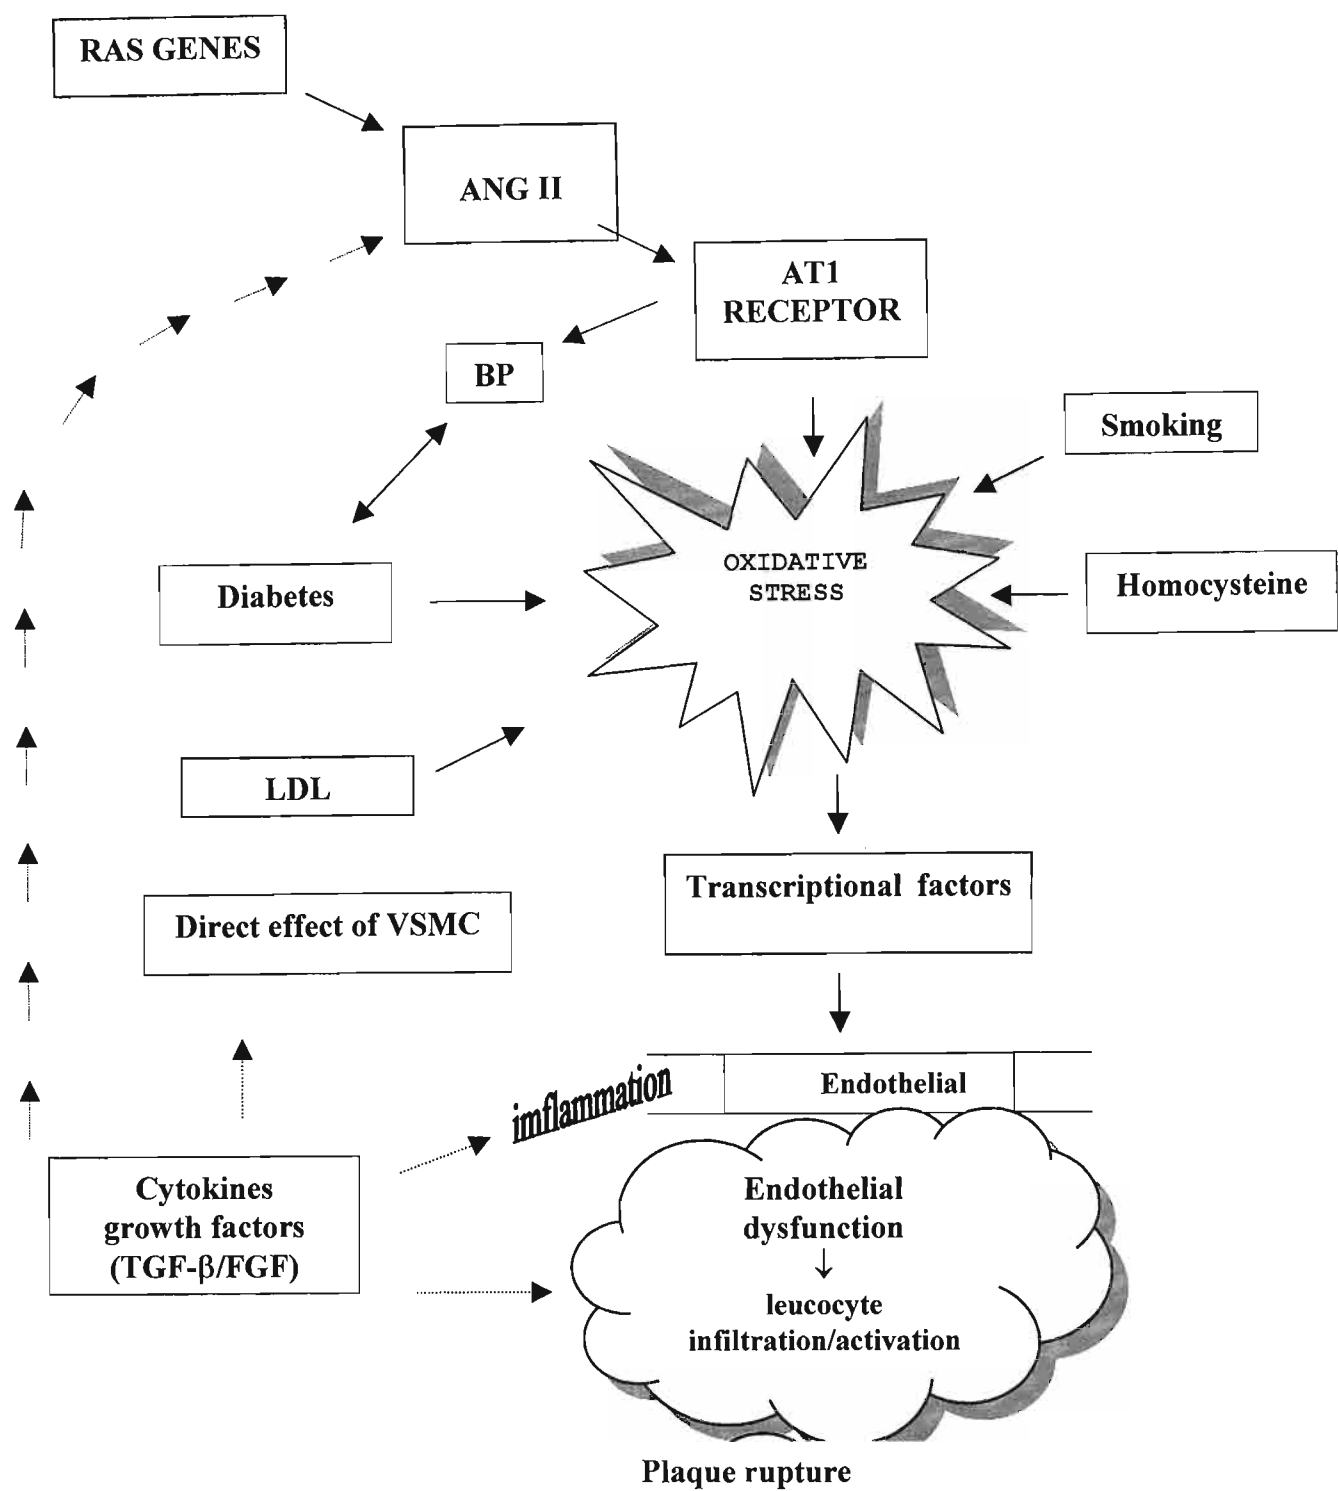 RAS GENES
ANG II
AT1
RECEPTOR
BP
Smoking
OXIDATIVE
STRESS
Homocysteine
Diabetes
LDL
Transcriptional factors
Direct effect of VSMC
imflammation
Endothelial
Cytokines
growth factors
(TGF-β/FGF)
Endothelial
dysfunction
leucocyte
infiltration/activation
Plaque rupture